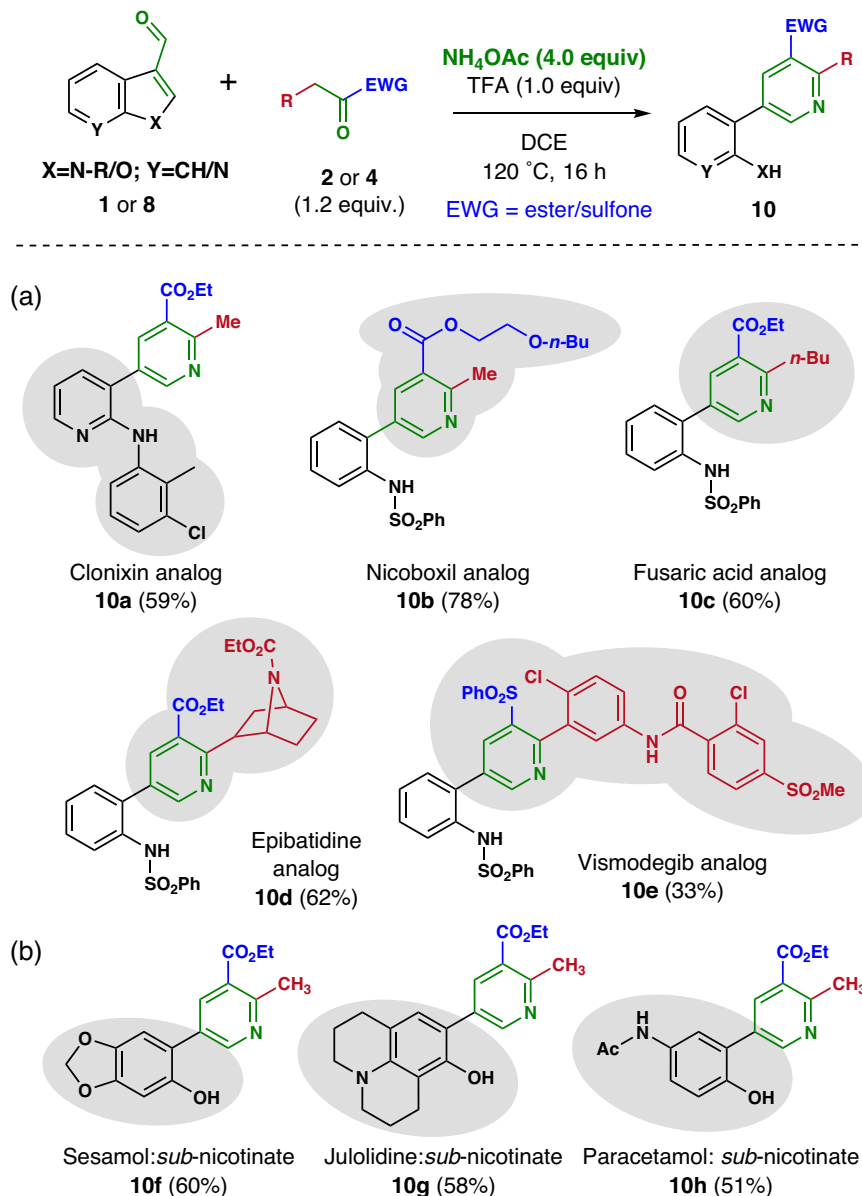 O
EWG
NH₄OAc (4.0 equiv)
TFA (1.0 equiv)
DCE
120 ˚C, 16 h
EWG = ester/sulfone
Y
X
+
R
EWG
O
EWG
R
N
Y
XH
X=N-R/O; Y=CH/N
1 or 8
2 or 4
(1.2 equiv.)
10
(a)
CO₂Et
Me
N
N
NH
Cl
Clonixin analog
10a (59%)
O
O
O-n-Bu
Me
N
NH
SO₂Ph
Nicoboxil analog
10b (78%)
CO₂Et
n-Bu
N
NH
SO₂Ph
Fusaric acid analog
10c (60%)
EtO₂C
N
CO₂Et
N
NH
SO₂Ph
Epibatidine
analog
10d (62%)
PhO₂S
Cl
O
Cl
N
N
H
SO₂Me
NH
SO₂Ph
Vismodegib analog
10e (33%)
(b)
CO₂Et
CH₃
N
O
O
OH
Sesamol:sub-nicotinate
10f (60%)
CO₂Et
CH₃
N
N
OH
Julolidine:sub-nicotinate
10g (58%)
CO₂Et
CH₃
H
N
N
Ac
OH
Paracetamol: sub-nicotinate
10h (51%)